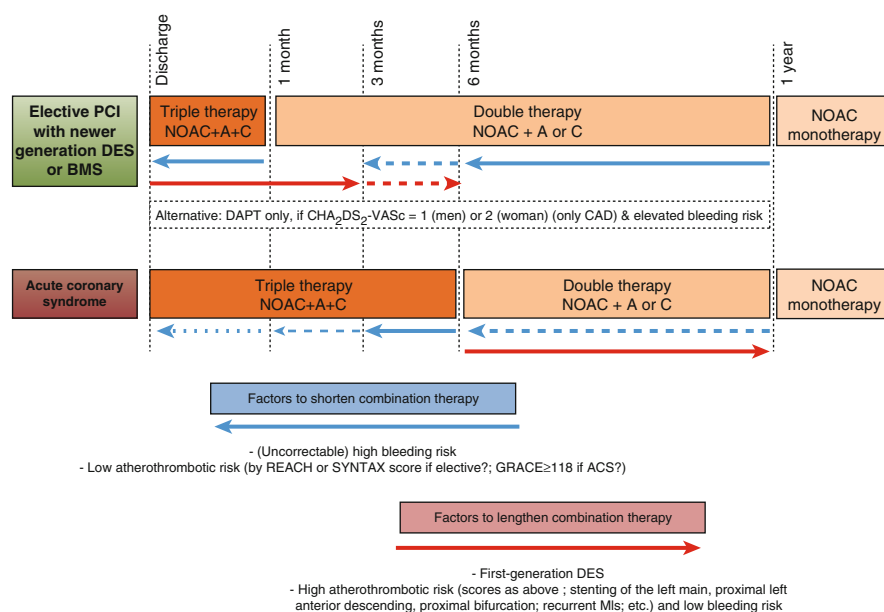 Discharge
1 month
3 months
6 months
1 year
Elective PCI
with newer
generation DES
or BMS
Triple therapy
NOAC+A+C
Double therapy
NOAC + A or C
NOAC
monotherapy
Alternative: DAPT only, if CHA2DS2-VASc = 1 (men) or 2 (woman) (only CAD) & elevated bleeding risk
Acute coronary
syndrome
Triple therapy
NOAC+A+C
Double therapy
NOAC + A or C
NOAC
monotherapy
Factors to shorten combination therapy
- (Uncorrectable) high bleeding risk
- Low atherothrombotic risk (by REACH or SYNTAX score if elective?; GRACE≥118 if ACS?)
Factors to lengthen combination therapy
- First-generation DES
- High atherothrombotic risk (scores as above ; stenting of the left main, proximal left
anterior descending, proximal bifurcation; recurrent MIs; etc.) and low bleeding risk